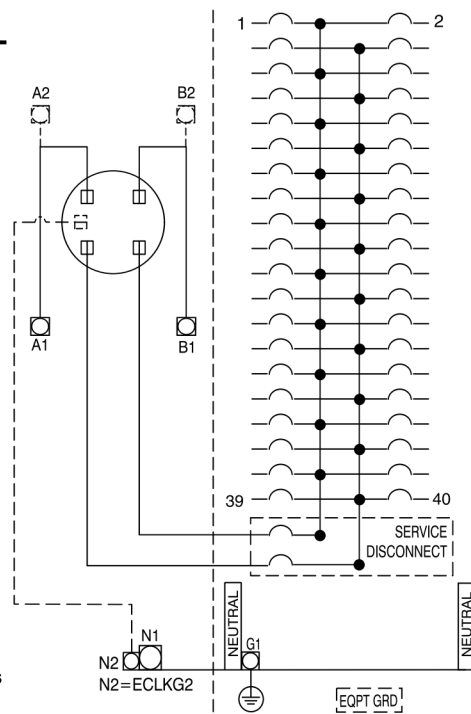 1
2
A2
B2
A1
B1
39
40
SERVICE
DISCONNECT
NEUTRAL
G1
NEUTRAL
N1
N2
N2=ECLKG2
EQPT GRD
s